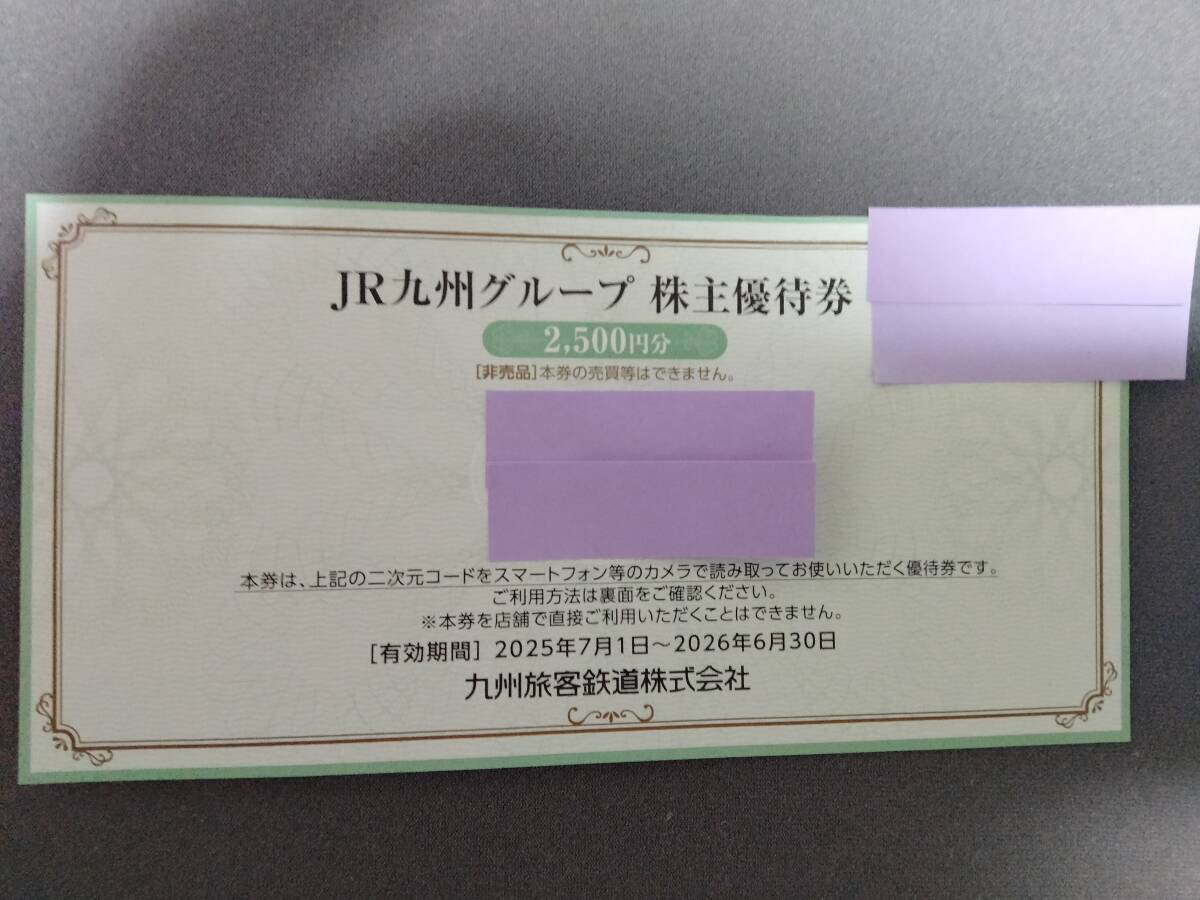 JR九州グループ 株主優待券
2,500円分
[非売品]本券の売買等はできません。
本券は、上記の二次元コードをスマートフォン等のカメラで読み取ってお使いいただく優待券です。
ご利用方法は裏面をご確認ください。
※本券を店舗で直接ご利用いただくことはできません。
[有効期間] 2025年7月1日～2026年6月30日
九州旅客鉄道株式会社